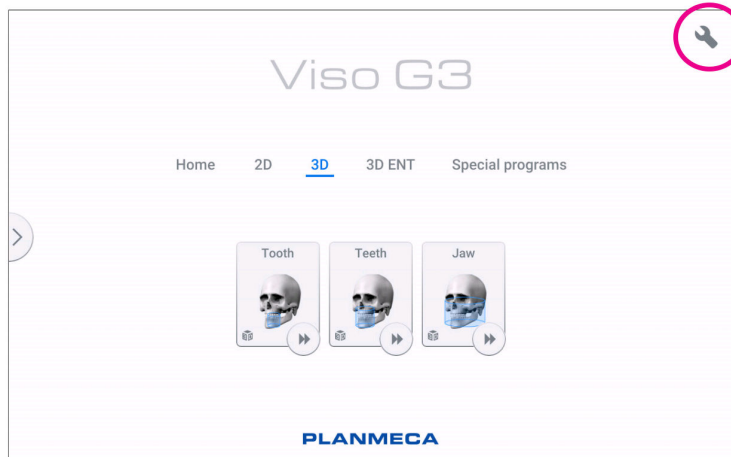 Viso G3
Home 2D 3D 3D ENT Special programs
Tooth Teeth Jaw
PLANMECA